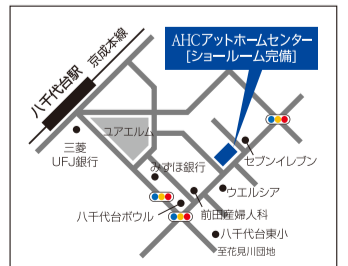 AHCアットホームセンター
[ショールーム完備]
京成本線
八千代台駅
ユアエルム
三菱
UFJ銀行
みずほ銀行
セブンイレブン
ウエルシア
八千代台ボウル
前田産婦人科
八千代台東小
至花見川団地